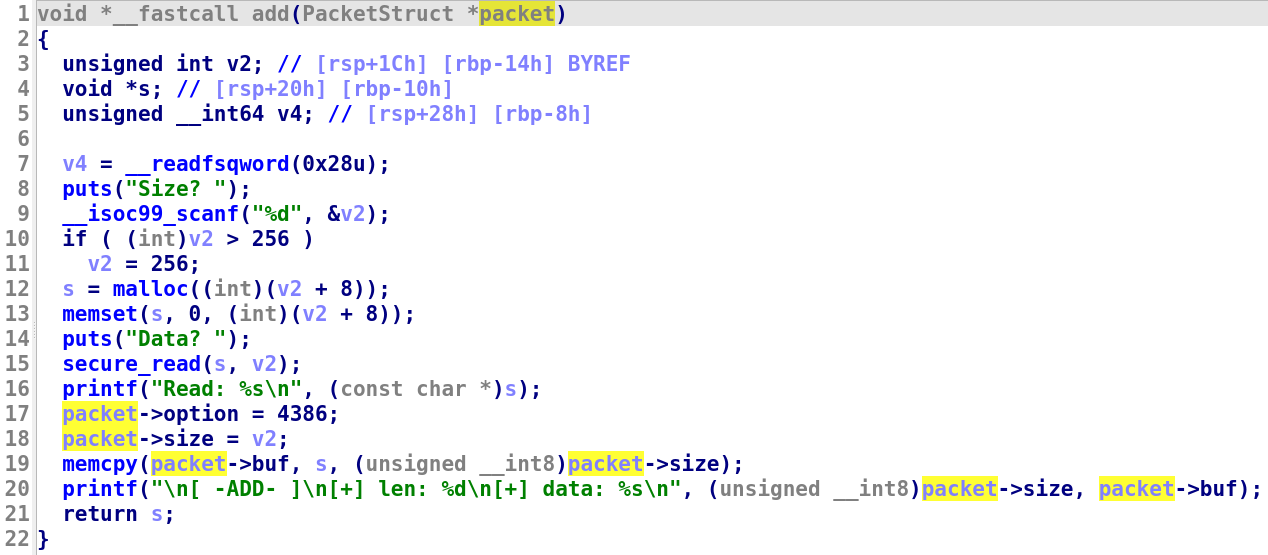 1 void *__fastcall add(PacketStruct *packet)
2 {
3   unsigned int v2; // [rsp+1Ch] [rbp-14h] BYREF
4   void *s; // [rsp+20h] [rbp-10h]
5   unsigned __int64 v4; // [rsp+28h] [rbp-8h]
6
7   v4 = __readfsqword(0x28u);
8   puts("Size? ");
9   __isoc99_scanf("%d", &v2);
10   if ( (int)v2 > 256 )
11     v2 = 256;
12   s = malloc((int)(v2 + 8));
13   memset(s, 0, (int)(v2 + 8));
14   puts("Data? ");
15   secure_read(s, v2);
16   printf("Read: %s\n", (const char *)s);
17   packet->option = 4386;
18   packet->size = v2;
19   memcpy(packet->buf, s, (unsigned __int8)packet->size);
20   printf("\n[ -ADD- ]\n[+] len: %d\n[+] data: %s\n", (unsigned __int8)packet->size, packet->buf);
21   return s;
22 }